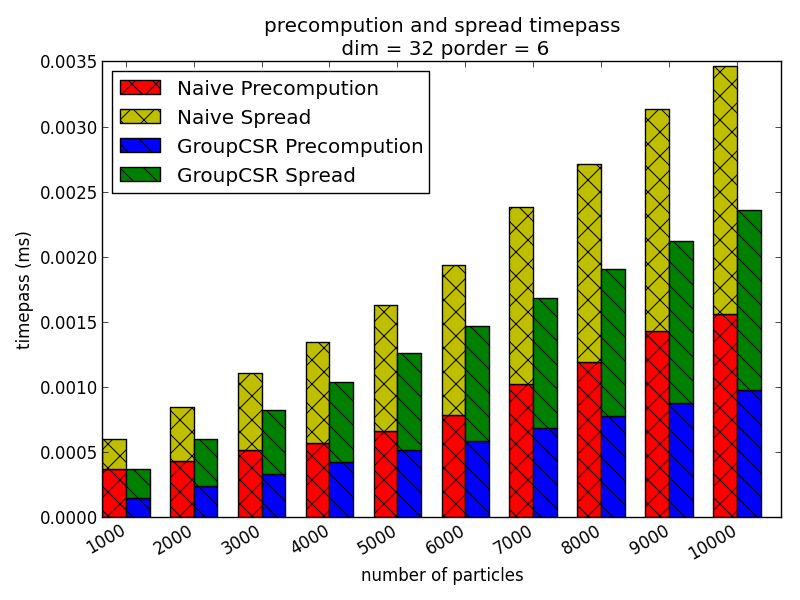 precompution and spread timepass
dim = 32 porder = 6
0.0035
0.0030
0.0025
0.0020
0.0015
0.0010
0.0005
0.0000
timepass (ms)
Naive Precompution
Naive Spread
GroupCSR Precompution
GroupCSR Spread
1000 2000 3000 4000 5000 6000 7000 8000 9000 10000
number of particles